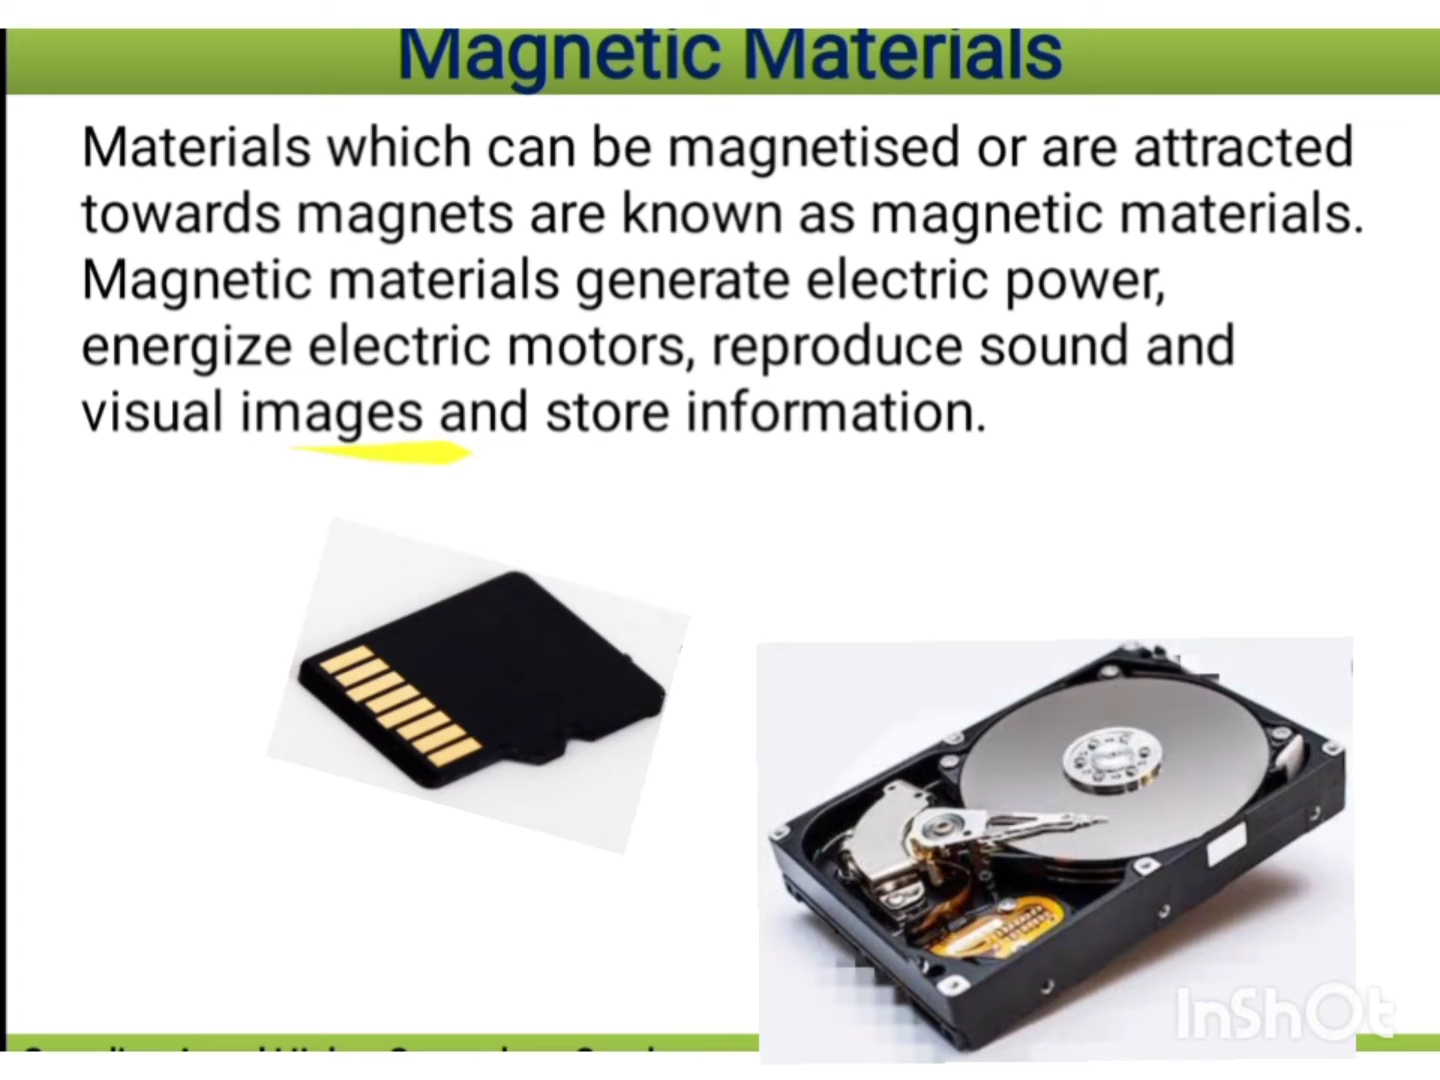 Magnetic Materials
Materials which can be magnetised or are attracted
towards magnets are known as magnetic materials.
Magnetic materials generate electric power,
energize electric motors, reproduce sound and
visual images and store information.
InShOt